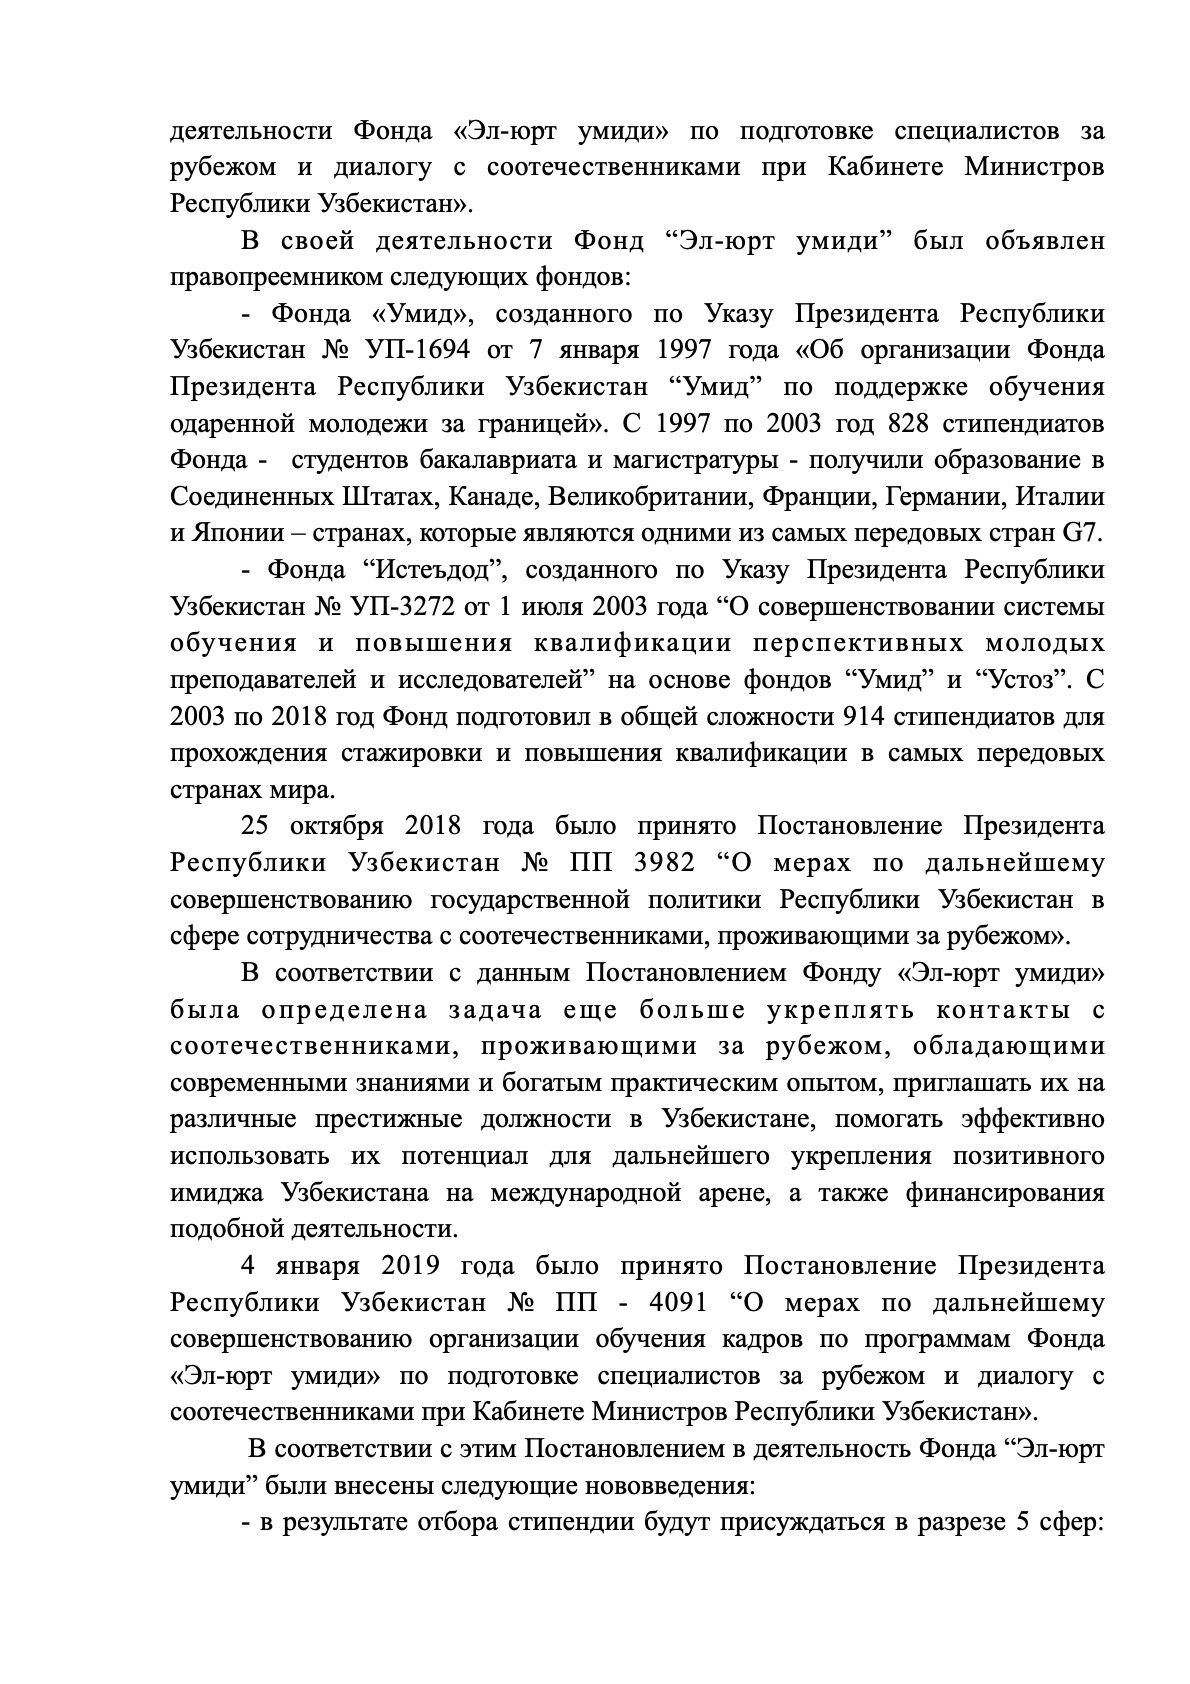 деятельности Фонда «Эл-юрт умиди» по подготовке специалистов за
рубежом и диалогу с соотечественниками при Кабинете Министров
Республики Узбекистан».
В своей деятельности Фонд “Эл-юрт умиди” был объявлен
правопреемником следующих фондов:
- Фонда «Умид», созданного по Указу Президента Республики
Узбекистан № УП-1694 от 7 января 1997 года «Об организации Фонда
Президента Республики Узбекистан “Умид” по поддержке обучения
одаренной молодежи за границей». С 1997 по 2003 год 828 стипендиатов
Фонда - студентов бакалавриата и магистратуры - получили образование в
Соединенных Штатах, Канаде, Великобритании, Франции, Германии, Италии
и Японии – странах, которые являются одними из самых передовых стран G7.
- Фонда “Истеъдод”, созданного по Указу Президента Республики
Узбекистан № УП-3272 от 1 июля 2003 года “О совершенствовании системы
обучения и повышения квалификации перспективных молодых
преподавателей и исследователей” на основе фондов “Умид” и “Устоз”. С
2003 по 2018 год Фонд подготовил в общей сложности 914 стипендиатов для
прохождения стажировки и повышения квалификации в самых передовых
странах мира.
25 октября 2018 года было принято Постановление Президента
Республики Узбекистан № ПП 3982 “О мерах по дальнейшему
совершенствованию государственной политики Республики Узбекистан в
сфере сотрудничества с соотечественниками, проживающими за рубежом».
В соответствии с данным Постановлением Фонду «Эл-юрт умиди»
была определена задача еще больше укреплять контакты с
соотечественниками, проживающими за рубежом, обладающими
современными знаниями и богатым практическим опытом, приглашать их на
различные престижные должности в Узбекистане, помогать эффективно
использовать их потенциал для дальнейшего укрепления позитивного
имиджа Узбекистана на международной арене, а также финансирования
подобной деятельности.
4 января 2019 года было принято Постановление Президента
Республики Узбекистан № ПП - 4091 “О мерах по дальнейшему
совершенствованию организации обучения кадров по программам Фонда
«Эл-юрт умиди» по подготовке специалистов за рубежом и диалогу с
соотечественниками при Кабинете Министров Республики Узбекистан».
В соответствии с этим Постановлением в деятельность Фонда “Эл-юрт
умиди” были внесены следующие нововведения:
- в результате отбора стипендии будут присуждаться в разрезе 5 сфер: